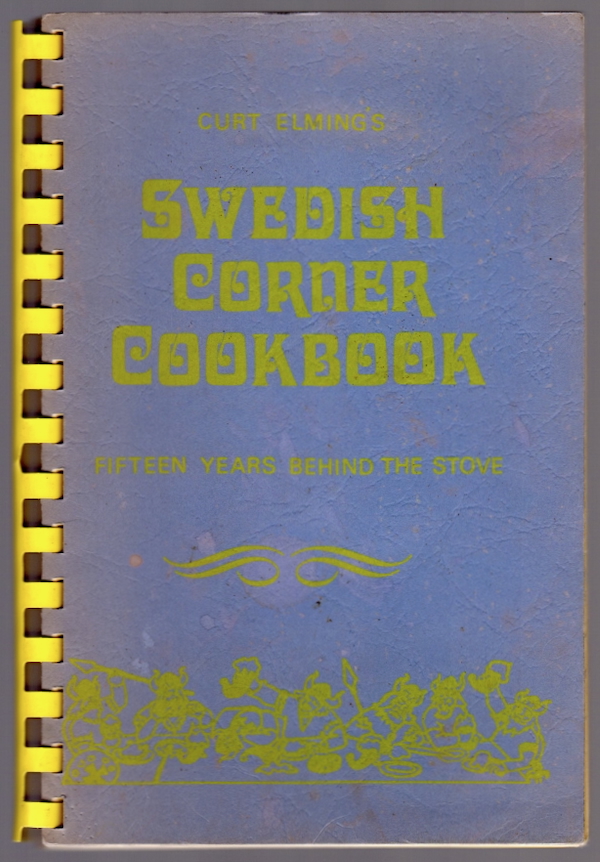 CURT ELMING'S
SWEDISH
CORNER
COOKBOOK
FIFTEEN YEARS BEHIND THE STOVE